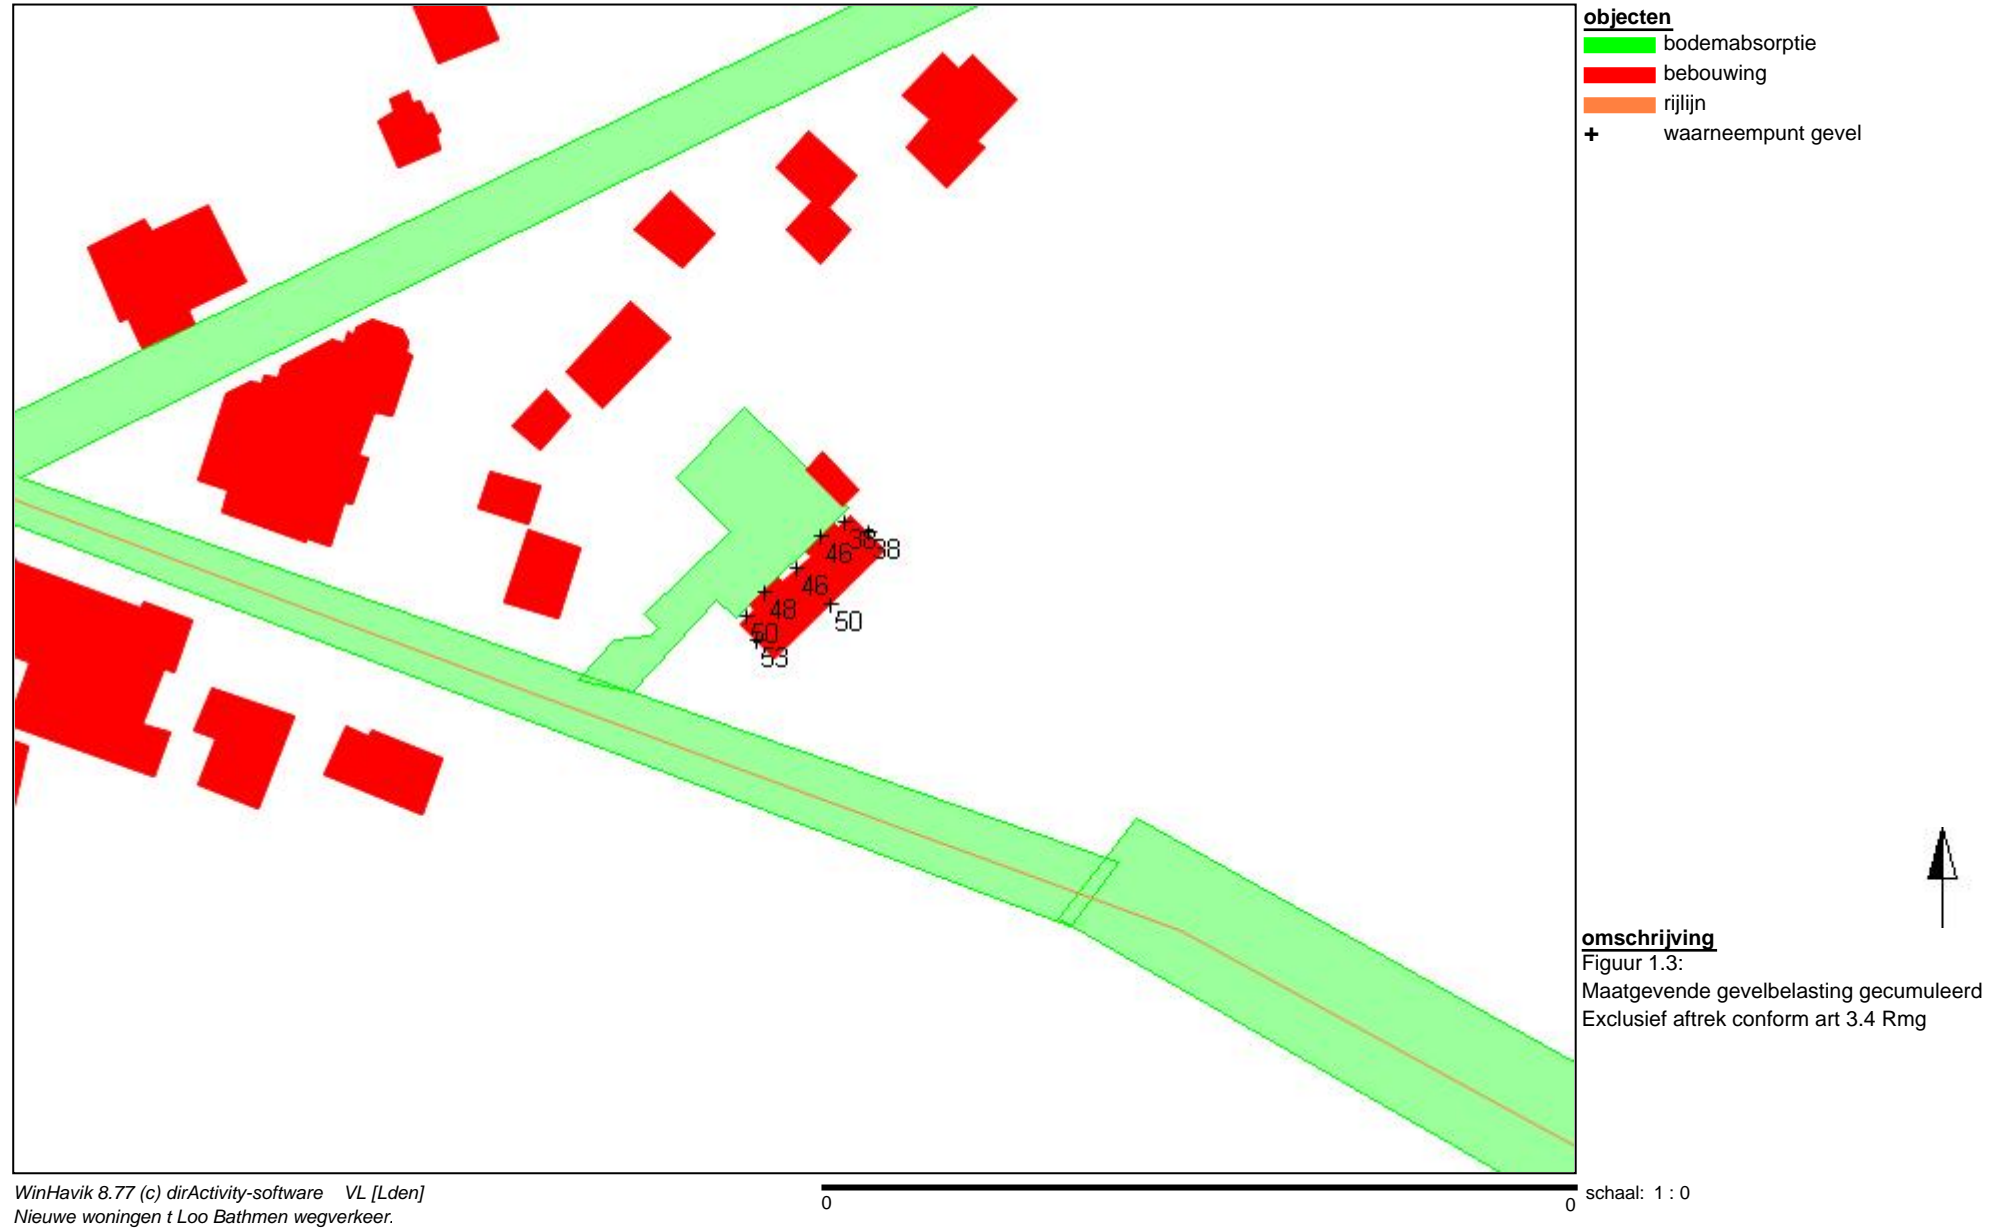 objecten
bodemabsorptie
bebouwing
rijlijn
+ waarneempunt gevel
38
46
46
48
50
50
53
omschrijving
Figuur 1.3:
Maatgevende gevelbelasting gecumuleerd
Exclusief aftrek conform art 3.4 Rmg
WinHavik 8.77 (c) dirActivity-software VL [Lden]
Nieuwe woningen t Loo Bathmen wegverkeer.
0 0
schaal: 1 : 0